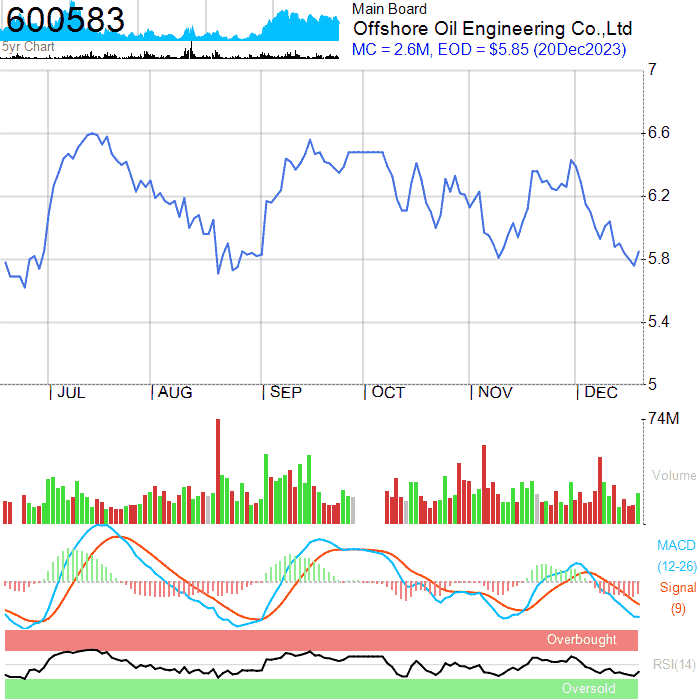 600583
5yr Chart
Main Board
Offshore Oil Engineering Co.,Ltd
MC = 2.6M, EOD = $5.85 (20Dec2023)
7
6.6
6.2
5.8
5.4
5
JUL AUG SEP OCT NOV DEC
74M
Volume
MACD
(12-26)
Signal
(9)
Overbought
RSI(14)
Oversold